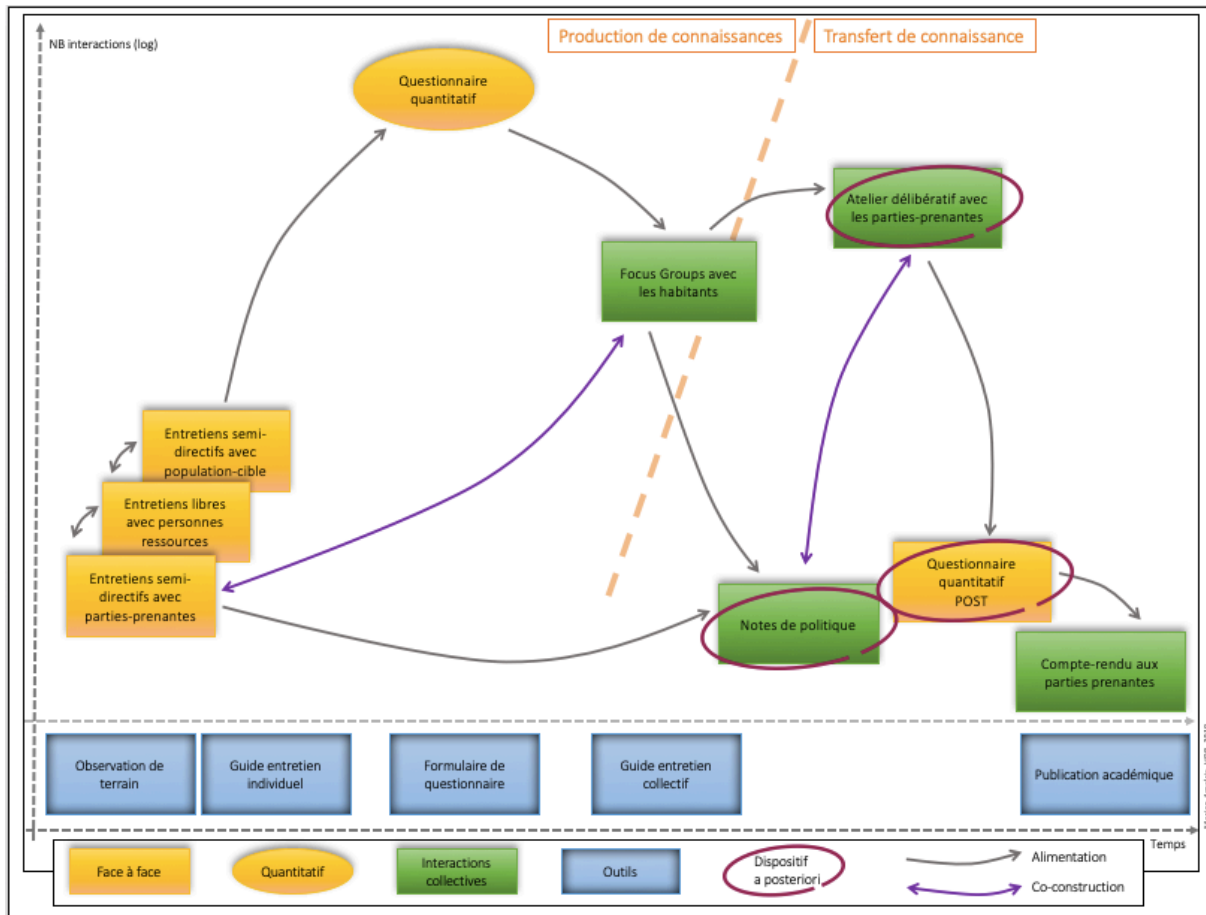 NB interactions (log)
Production de connaissances
Transfert de connaissance
Questionnaire
quantitatif
Atelier délibératif avec
les parties-prenantes
Focus Groups avec
les habitants
Entretiens semi-
directifs avec
population-cible
Entretiens libres
avec personnes
ressources
Entretiens semi-
directifs avec
parties-prenantes
Questionnaire
quantitatif
POST
Notes de politique
Compte-rendu aux
parties prenantes
Observation de
terrain
Guide entretien
individuel
Formulaire de
questionnaire
Guide entretien
collectif
Publication académique
Temps
Face à face
Quantitatif
Interactions
collectives
Outils
Dispositif
a posteriori
Alimentation
Co-construction